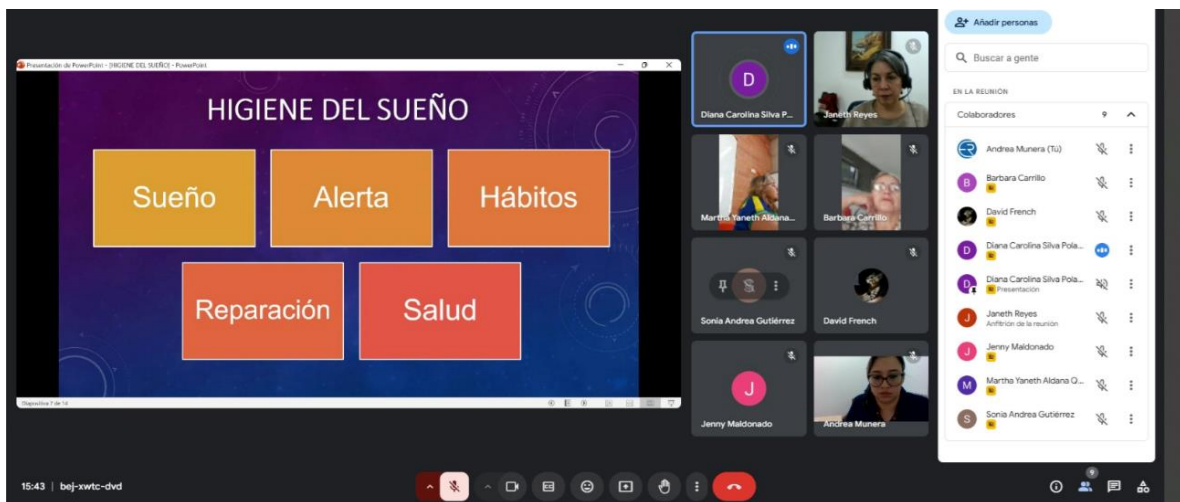 Presentación de PowerPoint - [HIGIENE DEL SUEÑO] - PowerPoint
HIGIENE DEL SUEÑO
Sueño
Alerta
Hábitos
Reparación
Salud
Diapositiva 7 de 14
D
Diana Carolina Silva P...
Janeth Reyes
Martha Yaneth Aldana...
Barbara Carrillo
S
Sonia Andrea Gutiérrez
David French
J
Jenny Maldonado
Andrea Munera
Añadir personas
Buscar a gente
EN LA REUNIÓN
Colaboradores 9
Andrea Munera (Tú)
B Barbara Carrillo
David French
D Diana Carolina Silva Pola...
D Diana Carolina Silva Pola...
Presentación
J Janeth Reyes
Anfitrión de la reunión
J Jenny Maldonado
M Martha Yaneth Aldana Q...
S Sonia Andrea Gutiérrez
15:43 | bej-xwtc-dvd
9